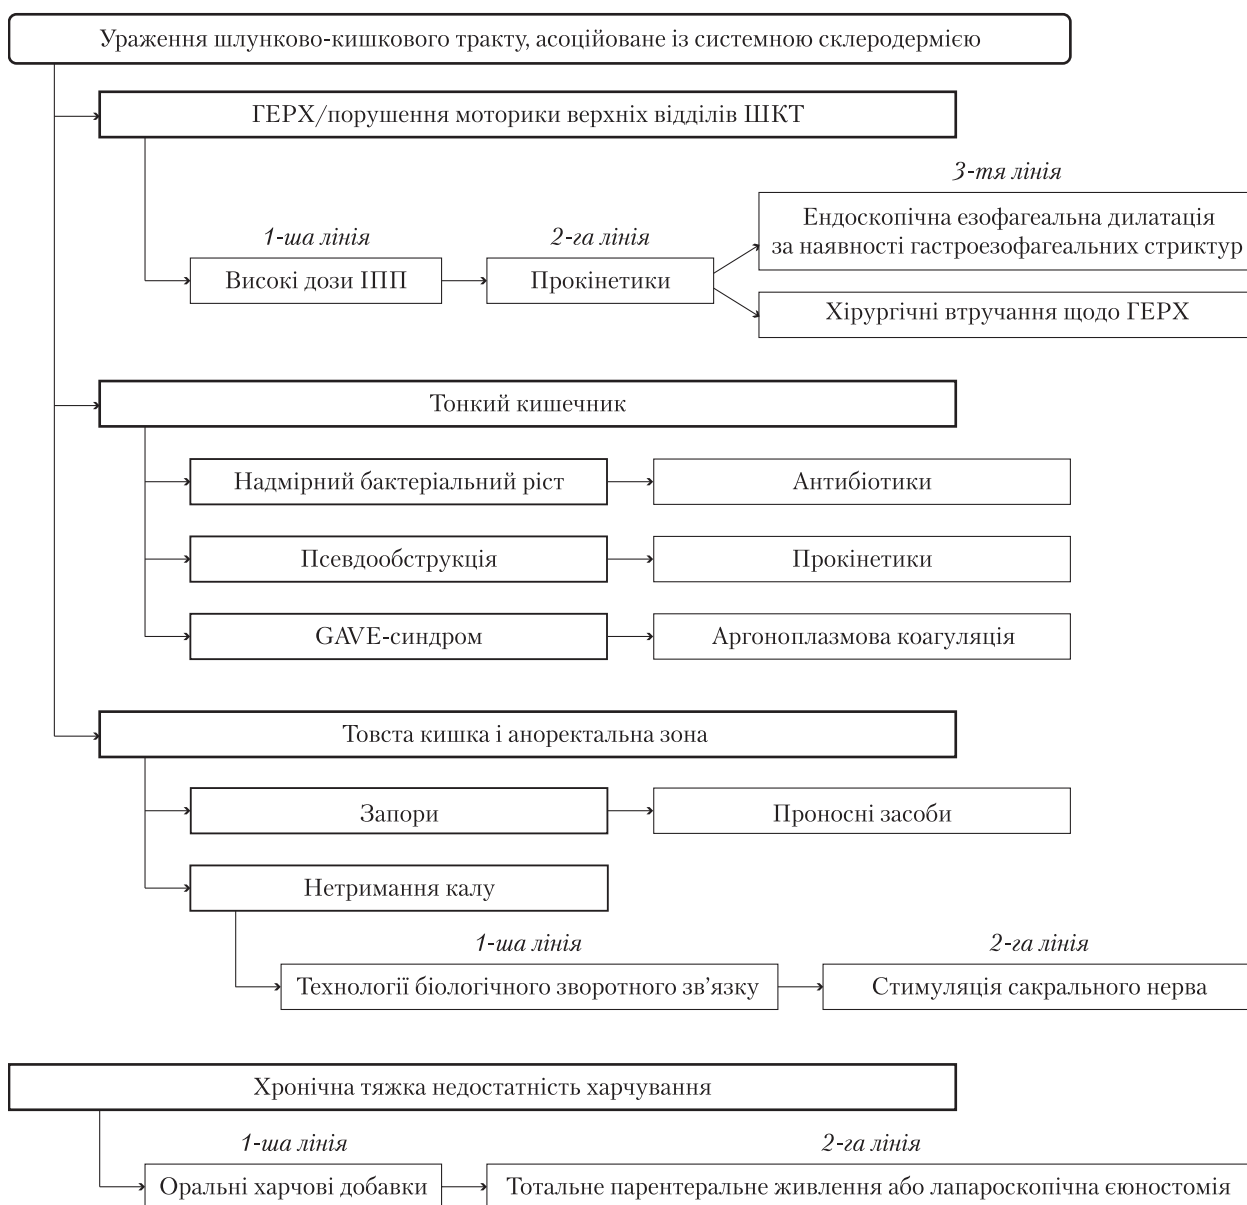 Ураження шлунково-кишкового тракту, асоційоване із системною склеродермією
ГЕРХ/порушення моторики верхніх відділів ШКТ
3-тя лінія
Ендоскопічна езофагеальна дилатація
за наявності гастроезофагеальних стриктур
1-ша лінія
2-га лінія
Високі дози ІПП
Прокінетики
Хірургічні втручання щодо ГЕРХ
Тонкий кишечник
Надмірний бактеріальний ріст
Антибіотики
Псевдообструкція
Прокінетики
GAVE-синдром
Аргоноплазмова коагуляція
Товста кишка і аноректальна зона
Запори
Проносні засоби
Нетримання калу
1-ша лінія
2-га лінія
Технології біологічного зворотного зв’язку
Стимуляція сакрального нерва
Хронічна тяжка недостатність харчування
1-ша лінія
2-га лінія
Оральні харчові добавки
Тотальне парентеральне живлення або лапароскопічна єюностомія